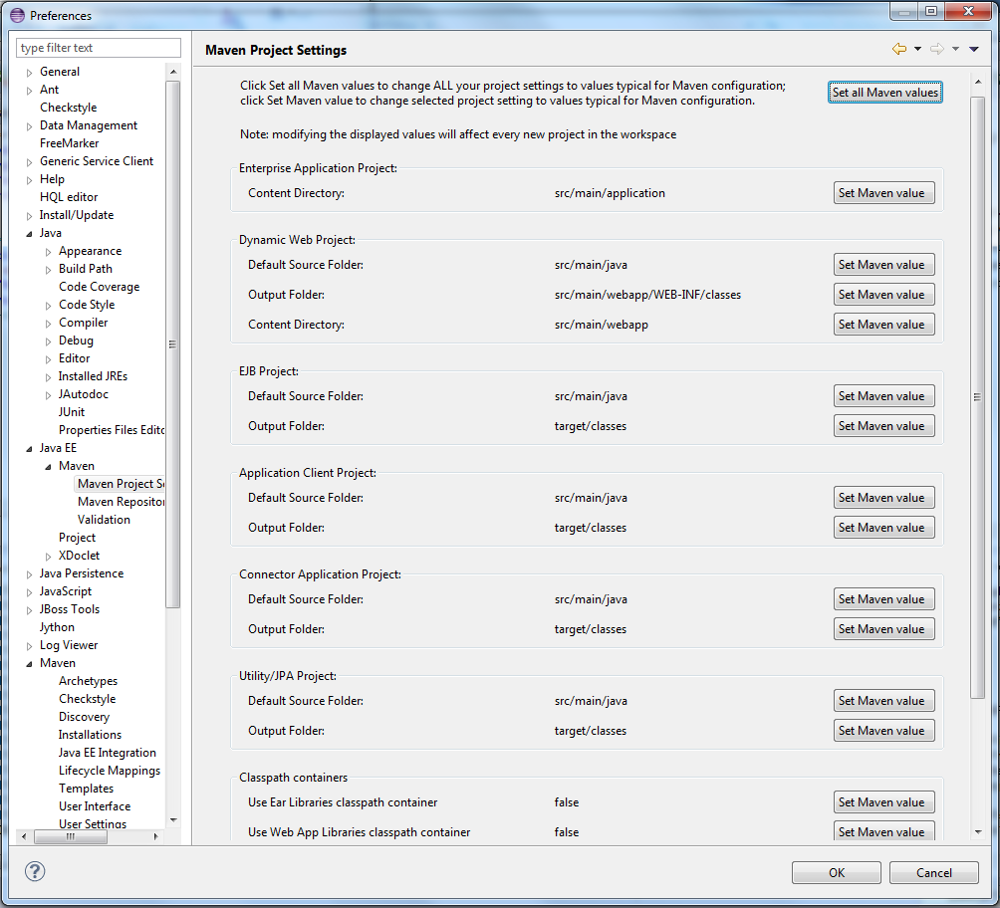 Preferences
type filter text
General
Ant
Checkstyle
Data Management
FreeMarker
Generic Service Client
Help
HQL editor
Install/Update
Java
Appearance
Build Path
Code Coverage
Code Style
Compiler
Debug
Editor
Installed JREs
JAutodoc
JUnit
Properties Files Edito
Java EE
Maven
Maven Project Se
Maven Repositor
Validation
Project
XDoclet
Java Persistence
JavaScript
JBoss Tools
Jython
Log Viewer
Maven
Archetypes
Checkstyle
Discovery
Installations
Java EE Integration
Lifecycle Mappings
Templates
User Interface
User Settings
Maven Project Settings
Click Set all Maven values to change ALL your project settings to values typical for Maven configuration;
click Set Maven value to change selected project setting to values typical for Maven configuration.
Set all Maven values
Note: modifying the displayed values will affect every new project in the workspace
Enterprise Application Project:
Content Directory: src/main/application Set Maven value
Dynamic Web Project:
Default Source Folder: src/main/java Set Maven value
Output Folder: src/main/webapp/WEB-INF/classes Set Maven value
Content Directory: src/main/webapp Set Maven value
EJB Project:
Default Source Folder: src/main/java Set Maven value
Output Folder: target/classes Set Maven value
Application Client Project:
Default Source Folder: src/main/java Set Maven value
Output Folder: target/classes Set Maven value
Connector Application Project:
Default Source Folder: src/main/java Set Maven value
Output Folder: target/classes Set Maven value
Utility/JPA Project:
Default Source Folder: src/main/java Set Maven value
Output Folder: target/classes Set Maven value
Classpath containers
Use Ear Libraries classpath container false Set Maven value
Use Web App Libraries classpath container false Set Maven value
?
OK
Cancel